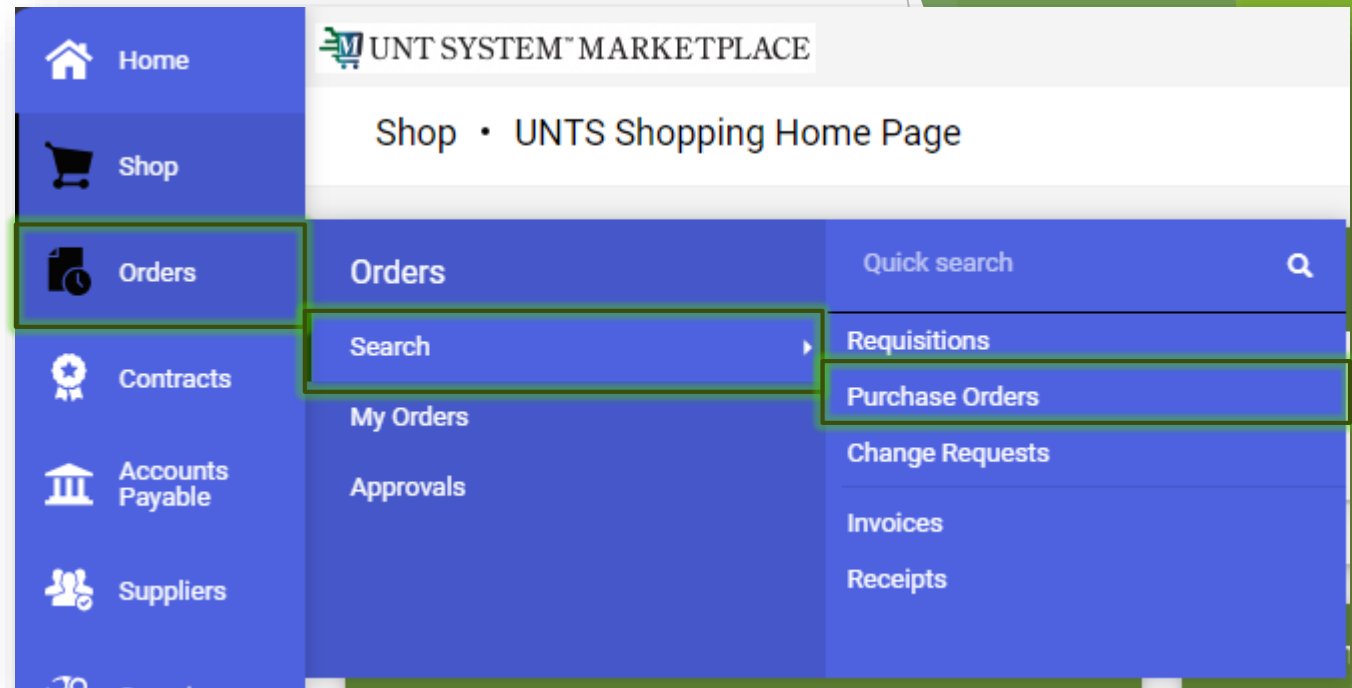 Home
UNT SYSTEM™ MARKETPLACE
Shop • UNTS Shopping Home Page
Shop
Orders
Contracts
Accounts
Payable
Suppliers
Orders
Search
My Orders
Approvals
Quick search
Requisitions
Purchase Orders
Change Requests
Invoices
Receipts